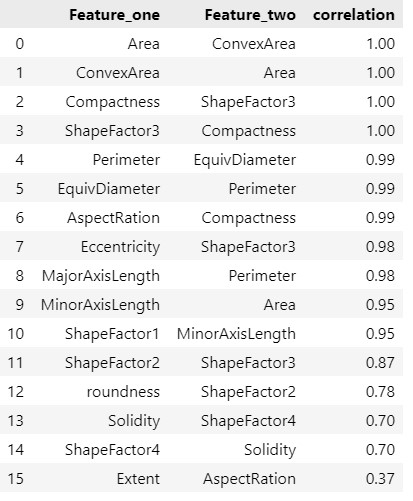 Feature_one Feature_two correlation
0 Area ConvexArea 1.00
1 ConvexArea Area 1.00
2 Compactness ShapeFactor3 1.00
3 ShapeFactor3 Compactness 1.00
4 Perimeter EquivDiameter 0.99
5 EquivDiameter Perimeter 0.99
6 AspectRation Compactness 0.99
7 Eccentricity ShapeFactor3 0.98
8 MajorAxisLength Perimeter 0.98
9 MinorAxisLength Area 0.95
10 ShapeFactor1 MinorAxisLength 0.95
11 ShapeFactor2 ShapeFactor3 0.87
12 roundness ShapeFactor2 0.78
13 Solidity ShapeFactor4 0.70
14 ShapeFactor4 Solidity 0.70
15 Extent AspectRation 0.37